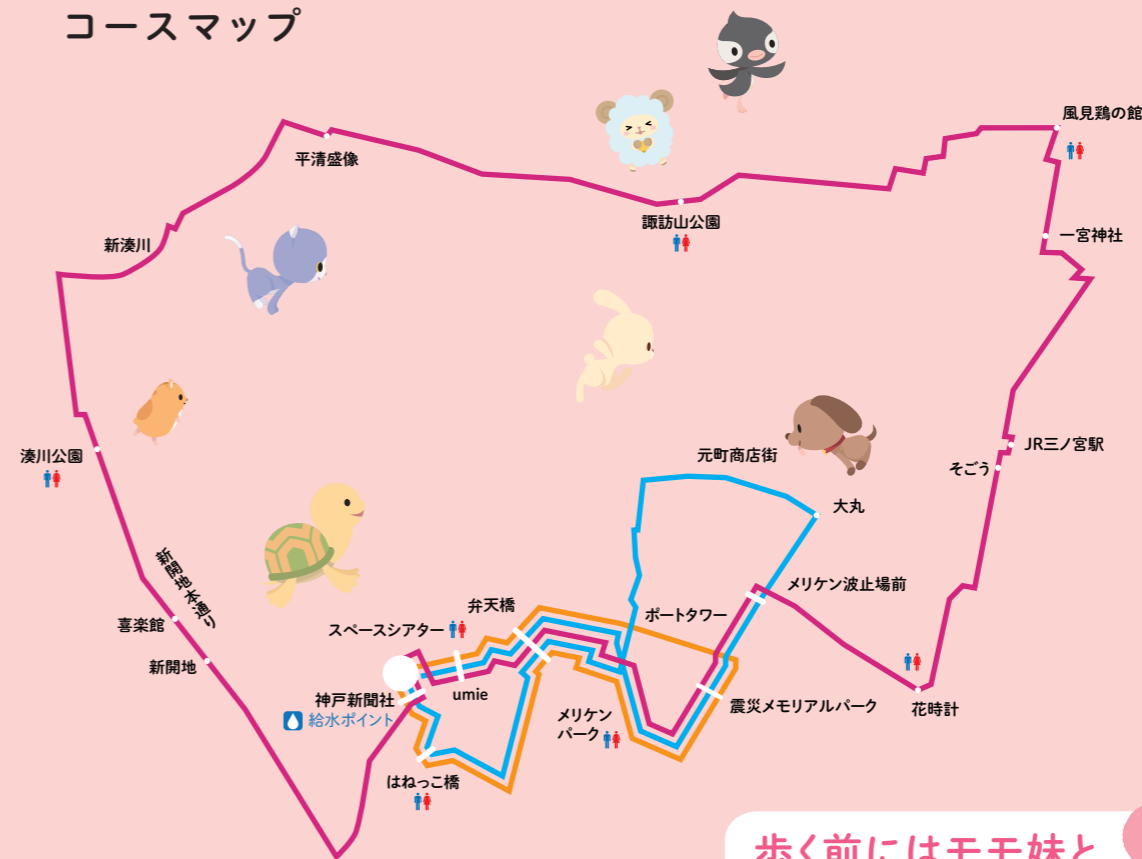 コースマップ
風見鶏の館
平清盛像
諏訪山公園
一宮神社
新湊川
湊川公園
元町商店街
JR三ノ宮駅
そごう
大丸
新開地本通り
メリケン波止場前
弁天橋
ポートタワー
喜楽館
スペースシアター
新開地
umie
神戸新聞社
給水ポイント
メリケン
パーク
震災メモリアルパーク
花時計
はねっこ橋
歩く前にはモモ妹と